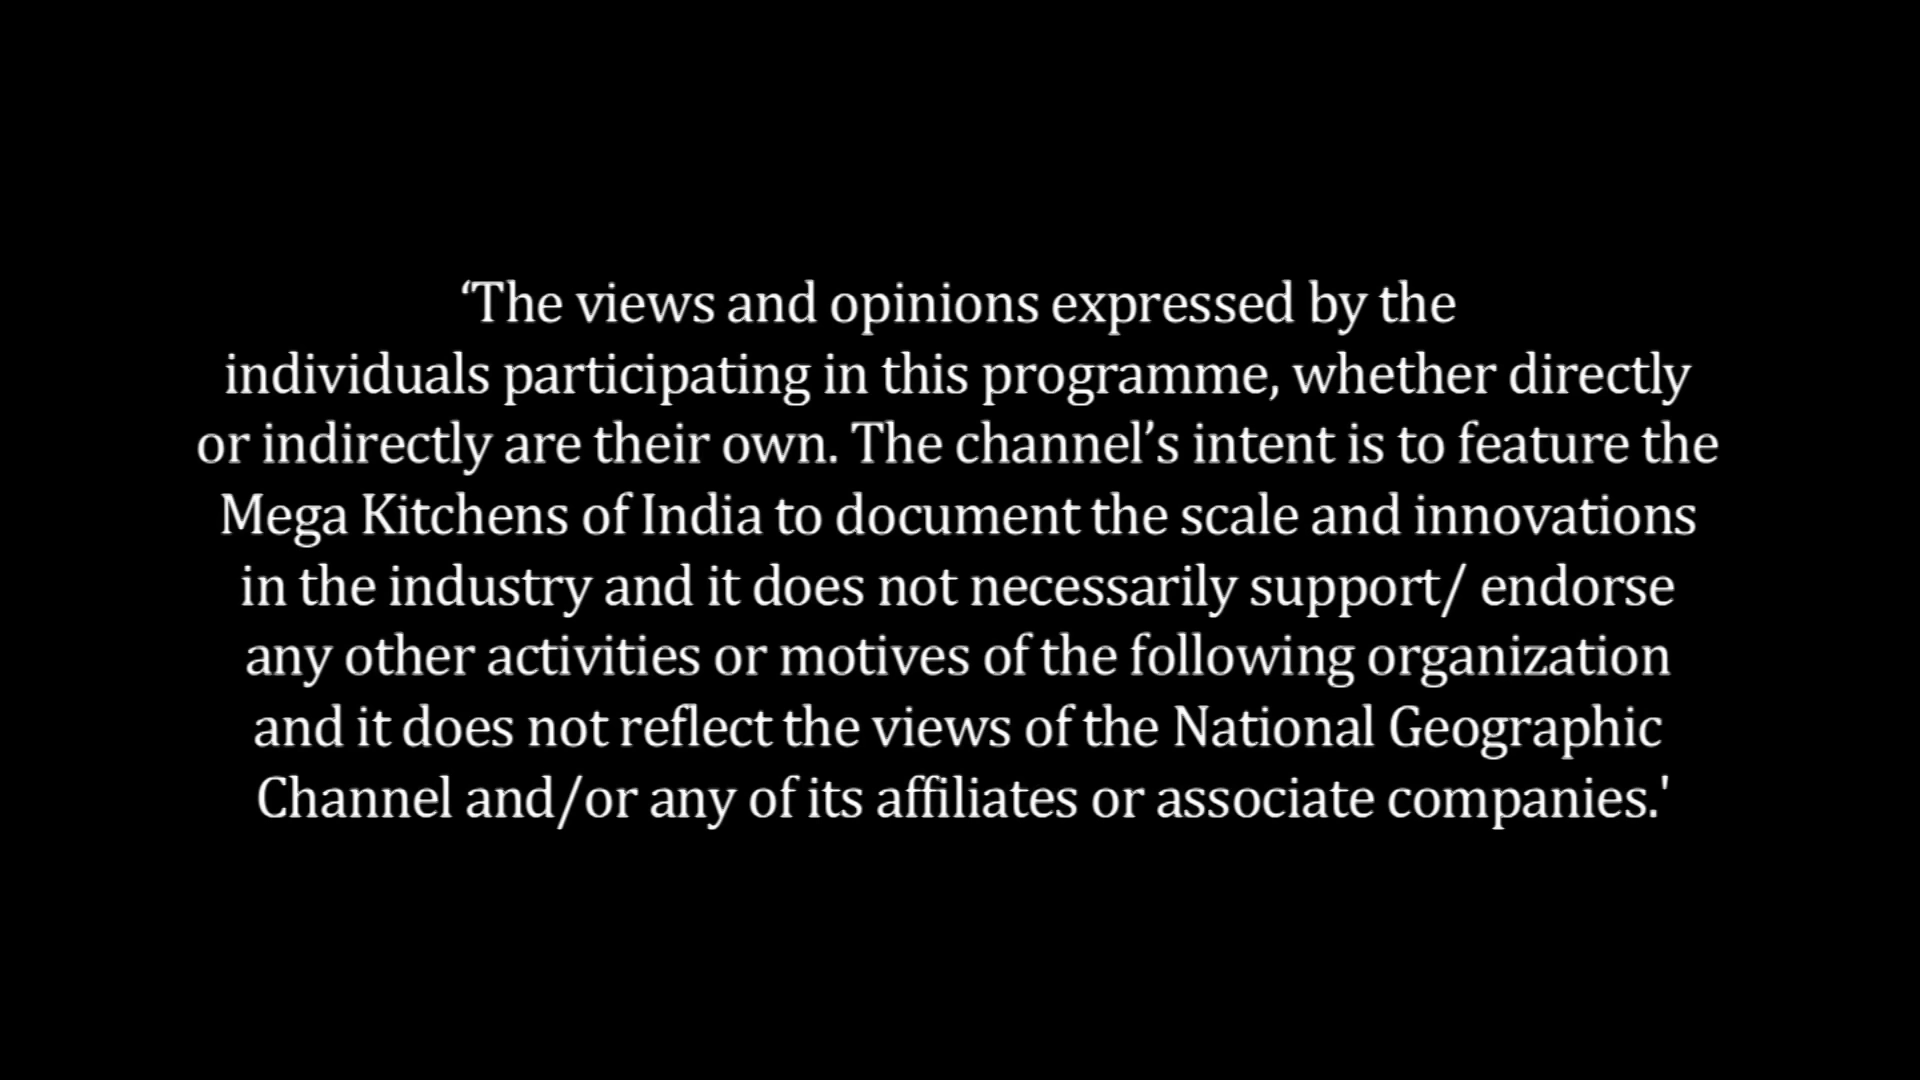 ‘The views and opinions expressed by the
individuals participating in this programme, whether directly
or indirectly are their own. The channel’s intent is to feature the
Mega Kitchens of India to document the scale and innovations
in the industry and it does not necessarily support/ endorse
any other activities or motives of the following organization
and it does not reflect the views of the National Geographic
Channel and/or any of its affiliates or associate companies.'